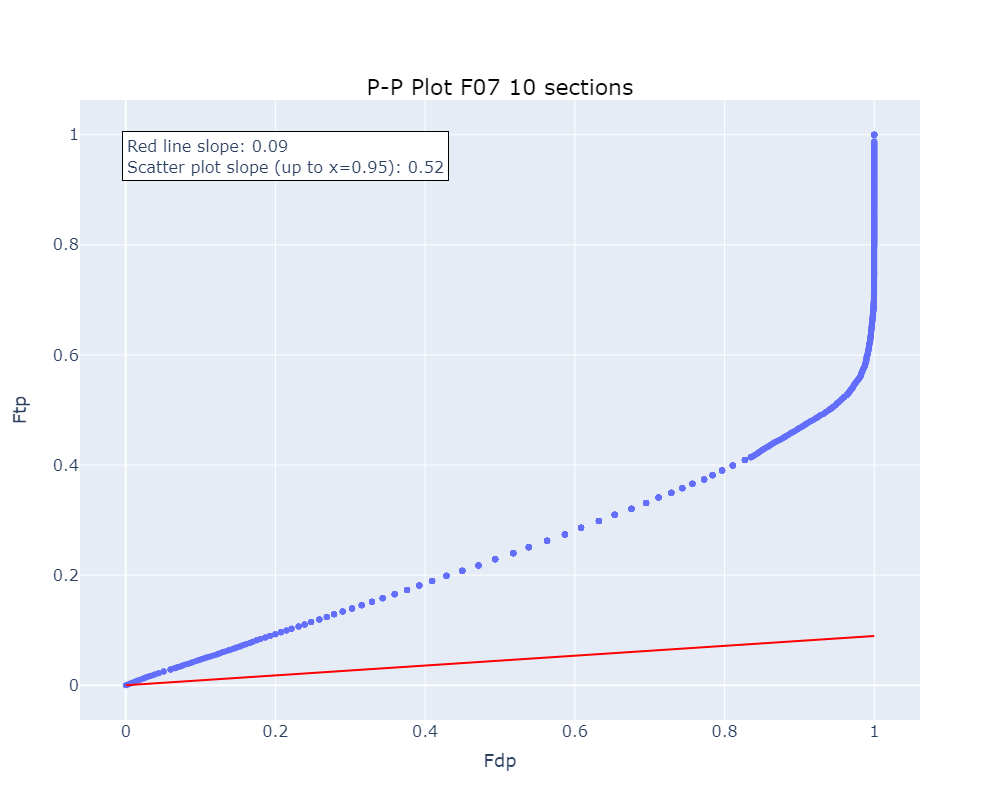 P-P Plot F07 10 sections
Red line slope: 0.09
Scatter plot slope (up to x=0.95): 0.52
1
0.8
0.6
0.4
0.2
0
Ftp
0 0.2 0.4 0.6 0.8 1
Fdp